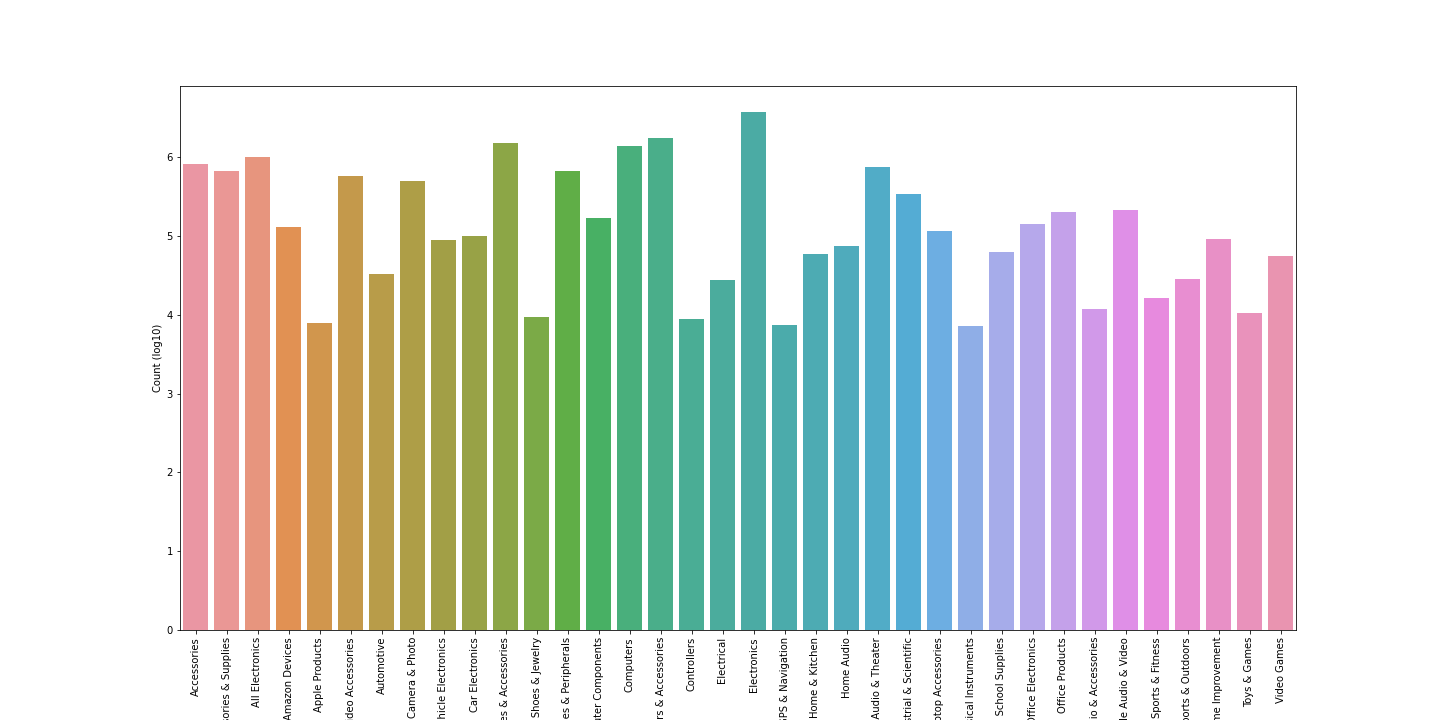 6
5
4
3
2
1
0
Count (log10)
Accessories
ories & Supplies
All Electronics
Amazon Devices
Apple Products
ideo Accessories
Automotive
Camera & Photo
hicle Electronics
Car Electronics
es & Accessories
Shoes & Jewelry
es & Peripherals
ter Components
Computers
rs & Accessories
Controllers
Electrical
Electronics
GPS & Navigation
Home & Kitchen
Home Audio
Audio & Theater
strial & Scientific
ptop Accessories
ical Instruments
School Supplies
Office Electronics
Office Products
io & Accessories
le Audio & Video
Sports & Fitness
ports & Outdoors
me Improvement
Toys & Games
Video Games